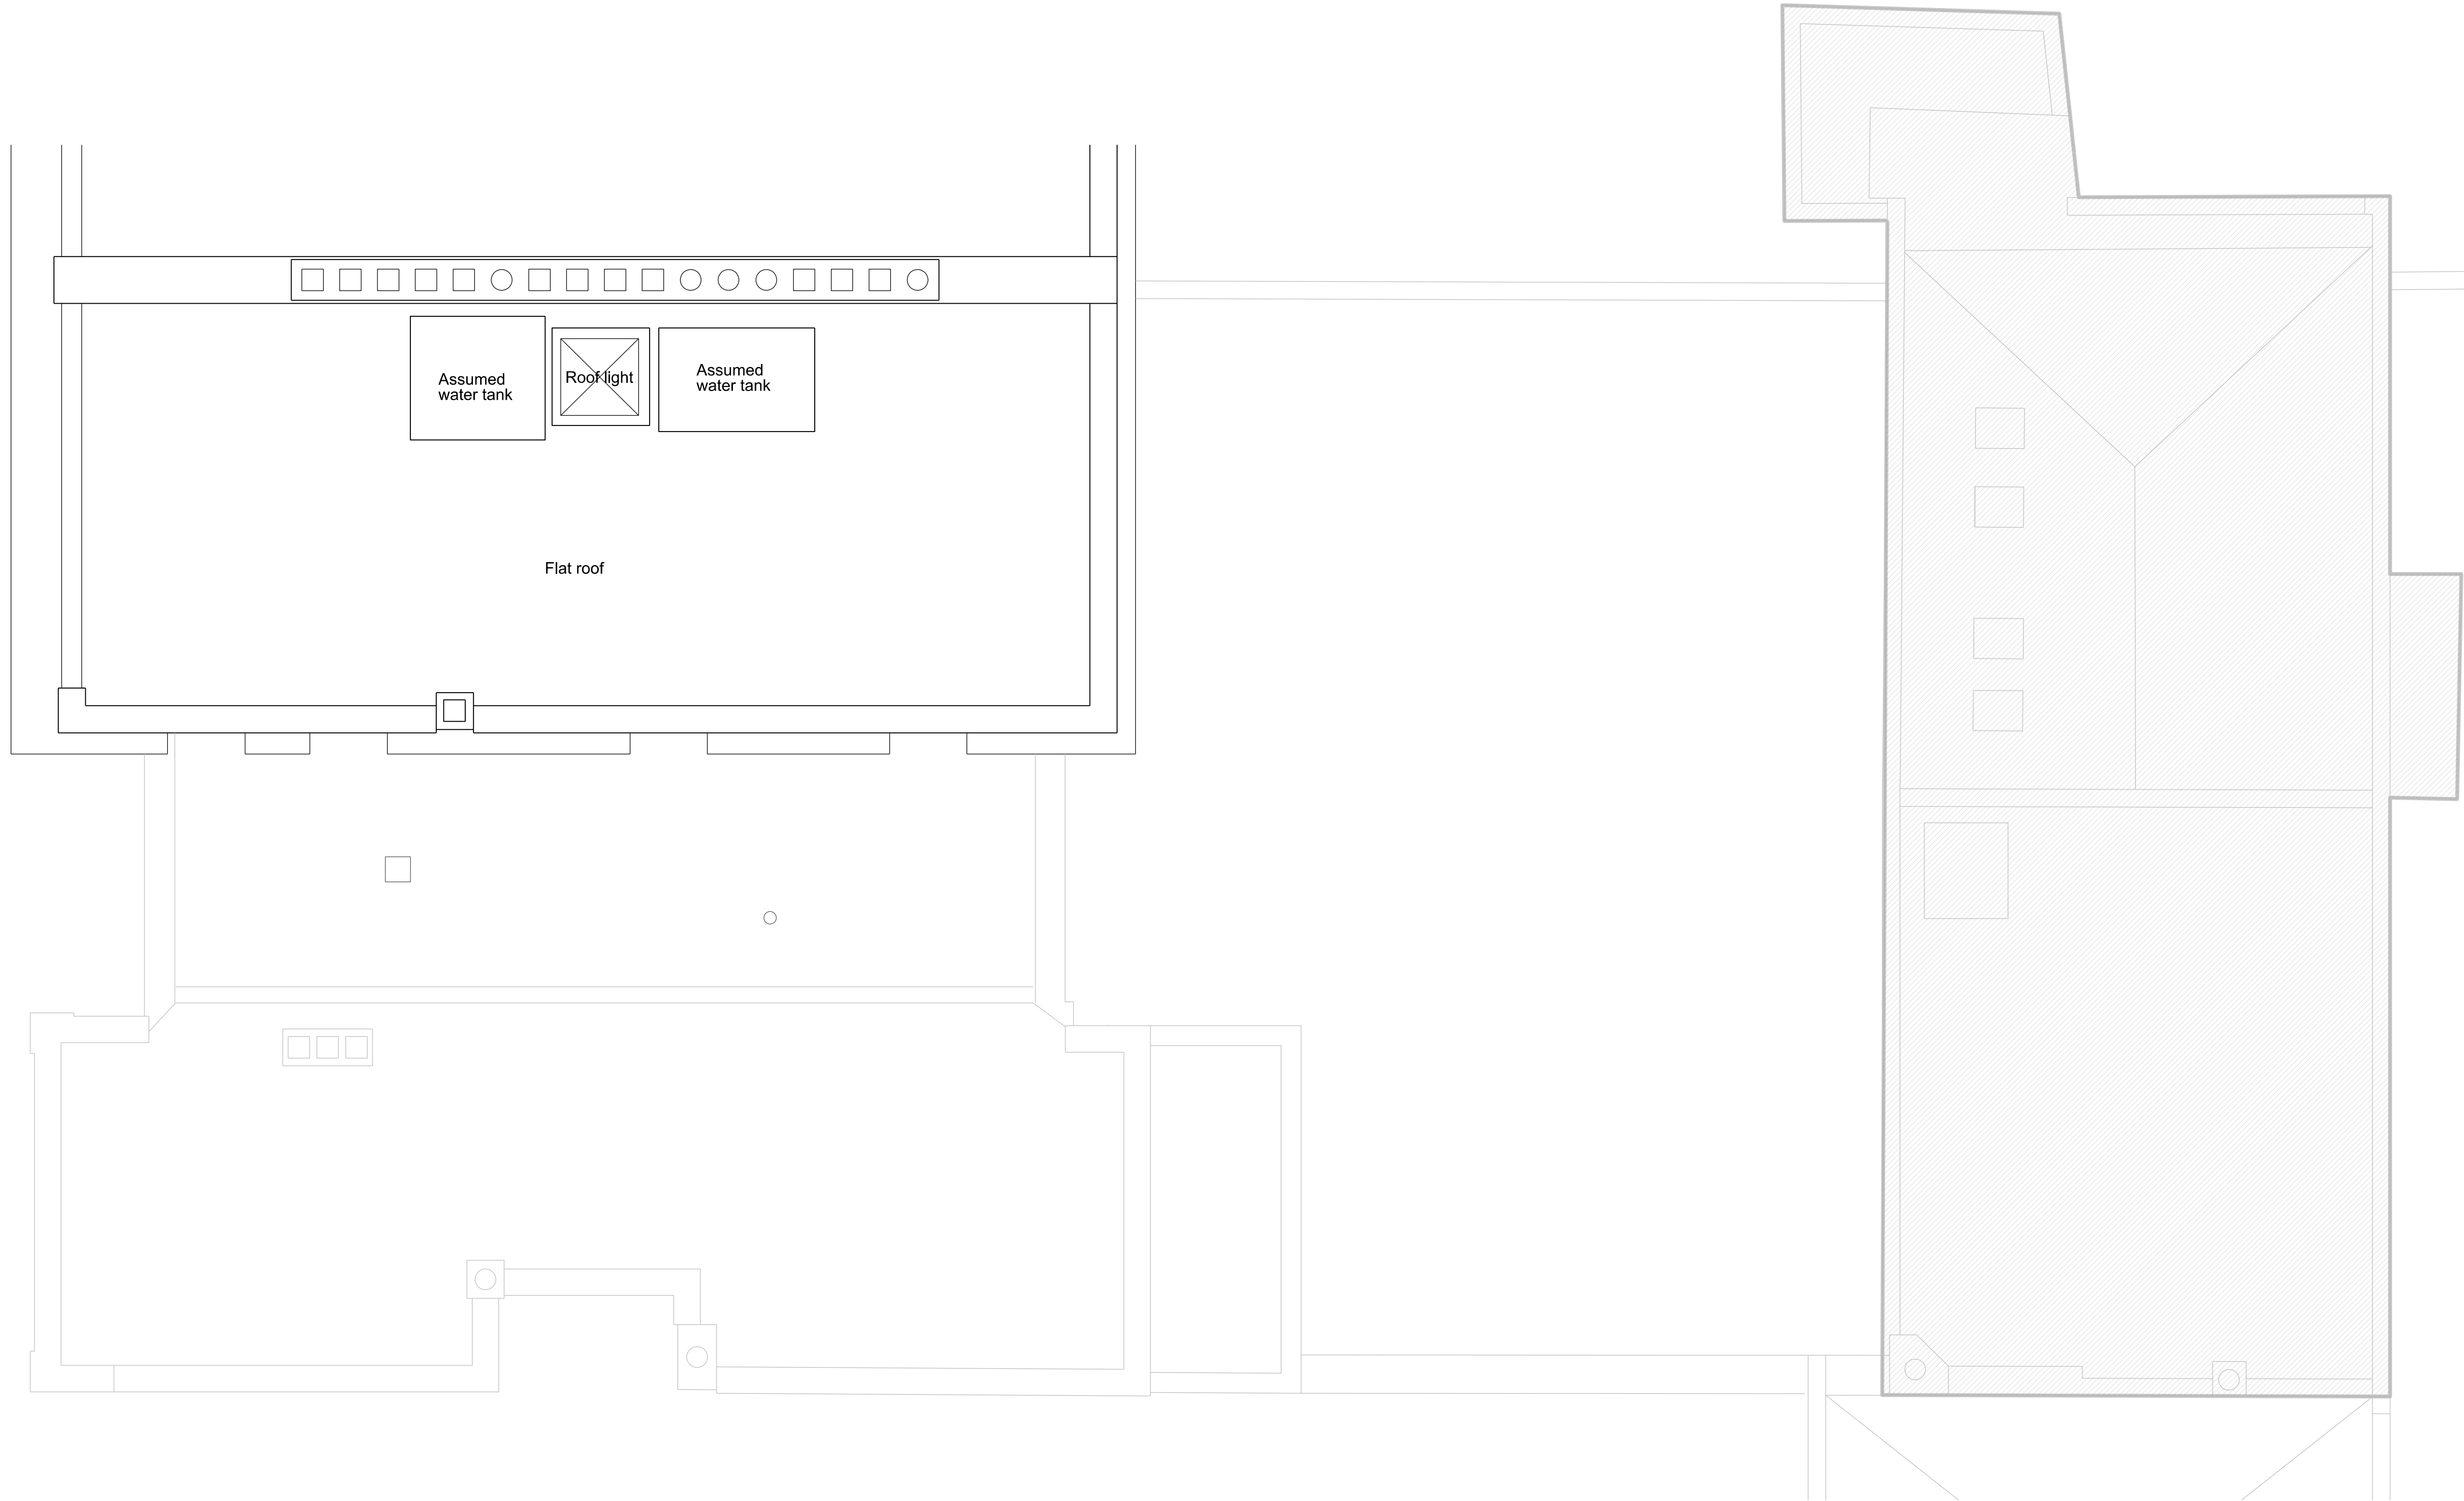 Assumed
water tank
Roof light
Assumed
water tank
Flat roof